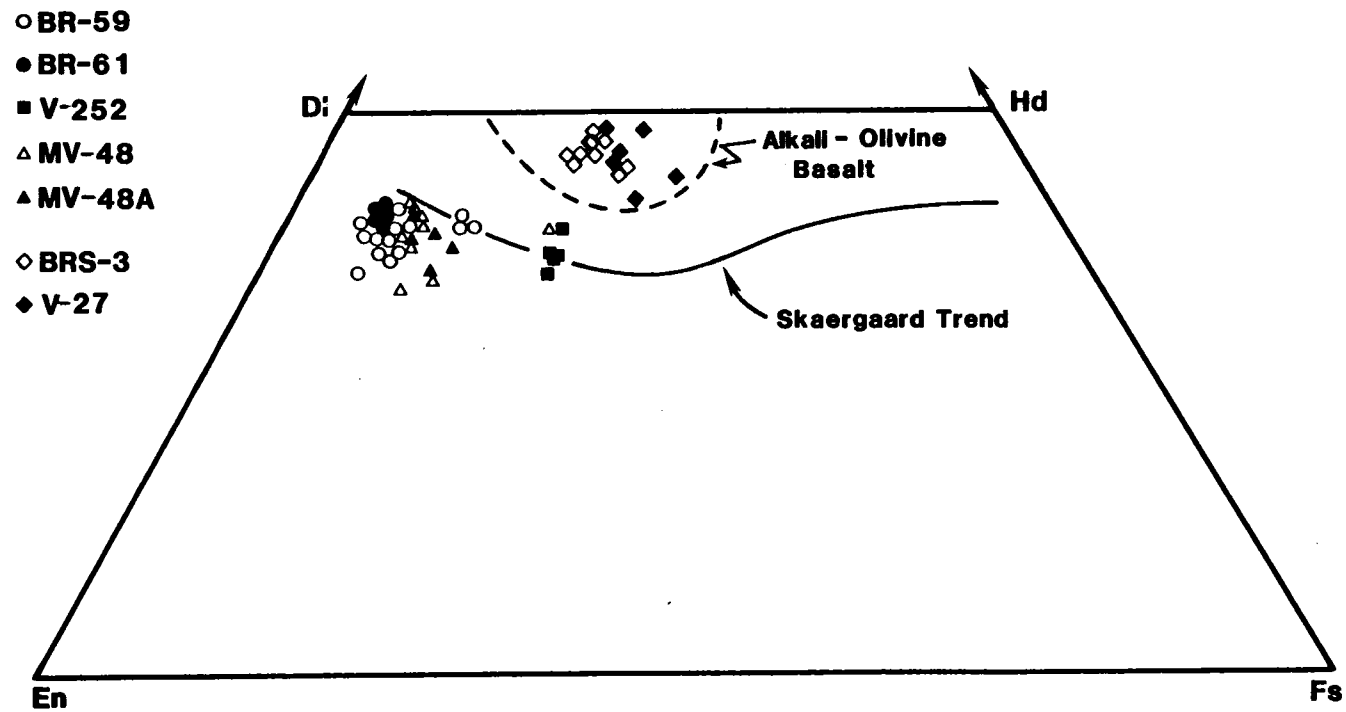 BR-59
BR-61
V-252
MV-48
MV-48A
BRS-3
V-27
Di
Hd
Alkali - Olivine
Basalt
Skaergaard Trend
En
Fs